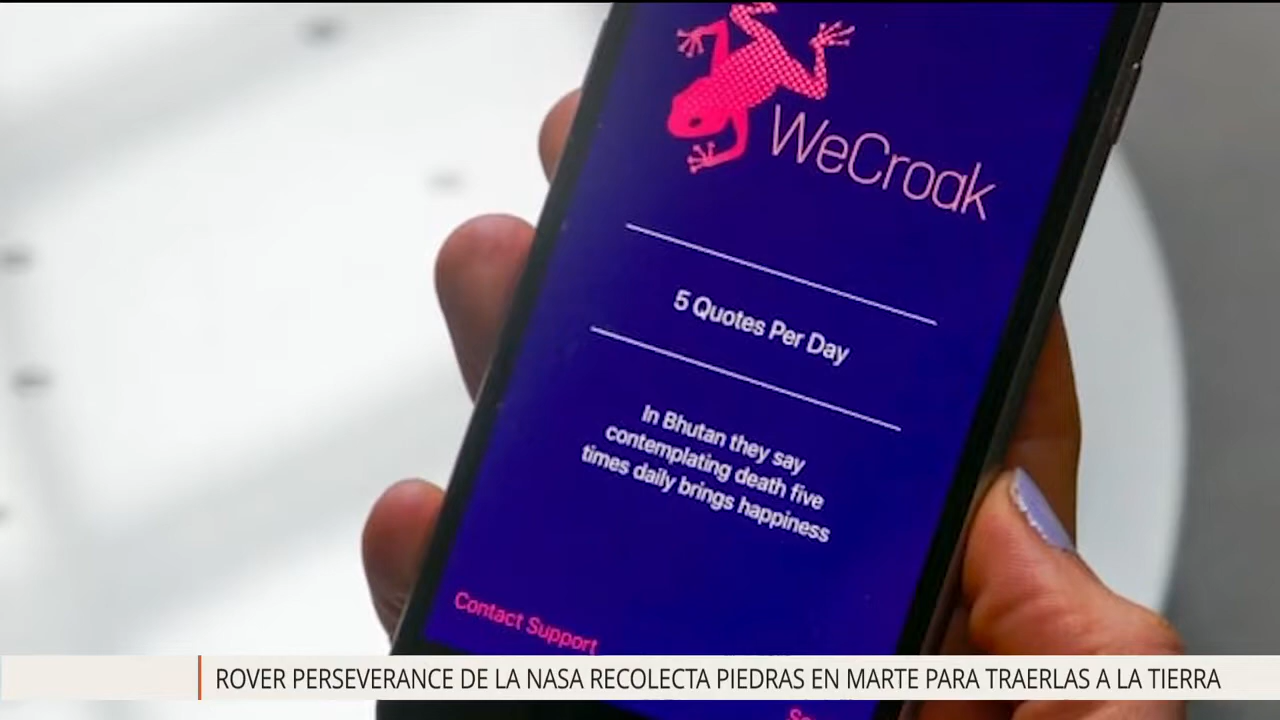 WeCroak
5 Quotes Per Day
In Bhutan they say
contemplating death five
times daily brings happiness
Contact Support
ROVER PERSEVERANCE DE LA NASA RECOLECTA PIEDRAS EN MARTE PARA TRAERLAS A LA TIERRA